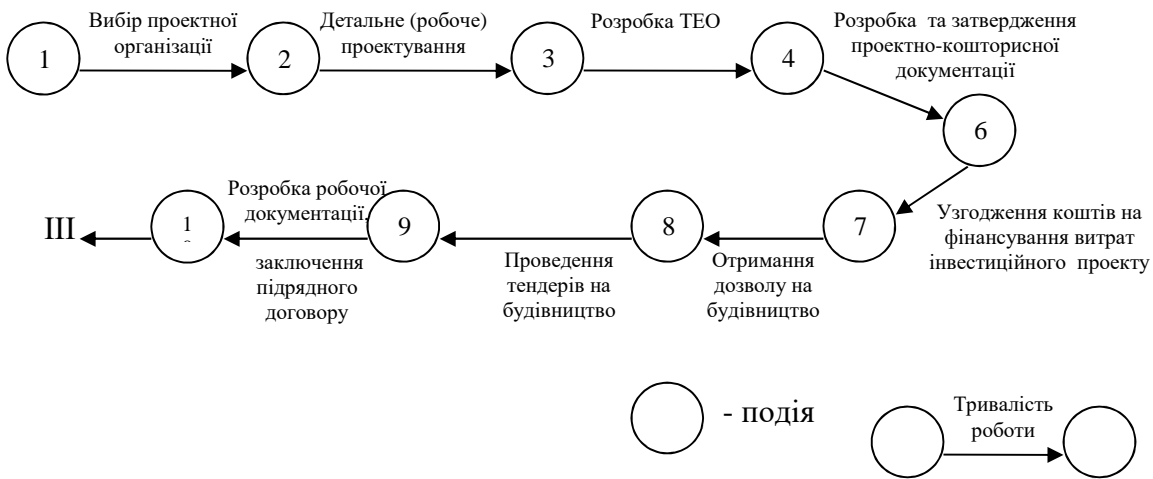 Вибір проектної
організації
Детальне (робоче)
проектування
Розробка ТЕО
Розробка та затвердження
проектно-кошторисної
документації
1
2
3
4
6
Узгодження коштів на
фінансування витрат
інвестиційного проекту
7
Отримання
дозволу на
будівництво
8
Проведення
тендерів на
будівництво
9
Розробка робочої
документації,
заключення
підрядного
договору
1
ІІІ
- подія
Тривалість
роботи